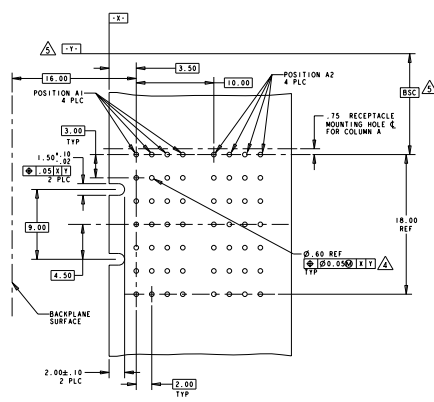 -X-
5
-Y-
3.50
16.00
10.00
POSITION A1
4 PLC
POSITION A2
4 PLC
BSC
5
.75 RECEPTACLE
MOUNTING HOLE ℄
FOR COLUMN A
3.00
TYP
1.50 +.10
-.02
⌖ .05 X Y
2 PLC
9.00
4.50
18.00
REF
Ø.60 REF
⌖ Ø0.05Ⓜ X Y
4
TYP
BACKPLANE
SURFACE
2.00±.10
2 PLC
2.00
TYP